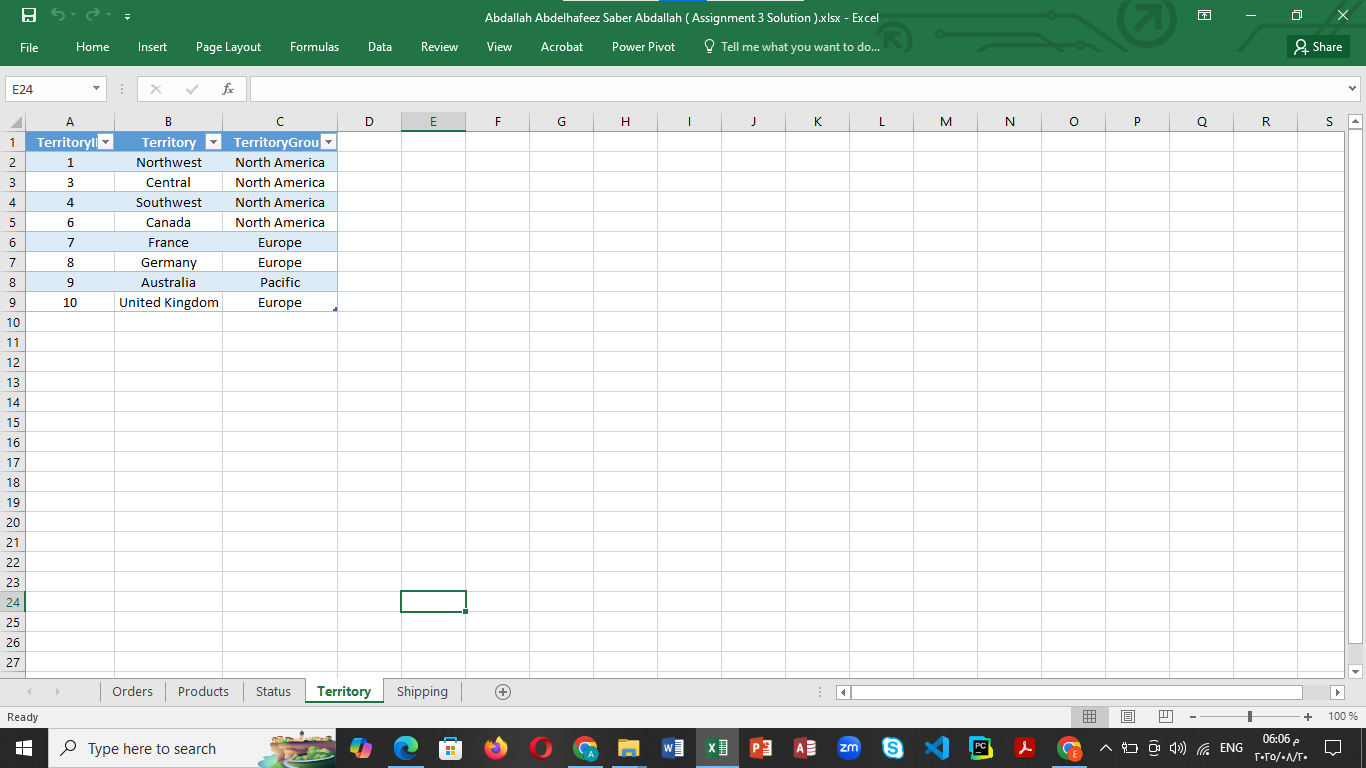 Abdallah Abdelhafeez Saber Abdallah ( Assignment 3 Solution ).xlsx - Excel
File Home Insert Page Layout Formulas Data Review View Acrobat Power Pivot Tell me what you want to do... Share
E24 fx
A B C D E F G H I J K L M N O P Q R S
1 TerritoryI Territory TerritoryGrou
2 1 Northwest North America
3 3 Central North America
4 4 Southwest North America
5 6 Canada North America
6 7 France Europe
7 8 Germany Europe
8 9 Australia Pacific
9 10 United Kingdom Europe
10
11
12
13
14
15
16
17
18
19
20
21
22
23
24
25
26
27
Orders Products Status Territory Shipping
Ready 100 %
Type here to search ENG 06:06 م
٢٠٢٥/٠٨/٢٠